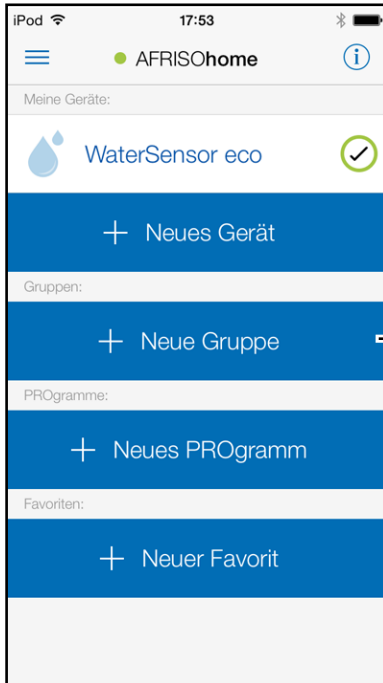 iPod 17:53
AFRISOhome
Meine Geräte:
WaterSensor eco
+ Neues Gerät
Gruppen:
+ Neue Gruppe
PROgramme:
+ Neues PROgramm
Favoriten:
+ Neuer Favorit